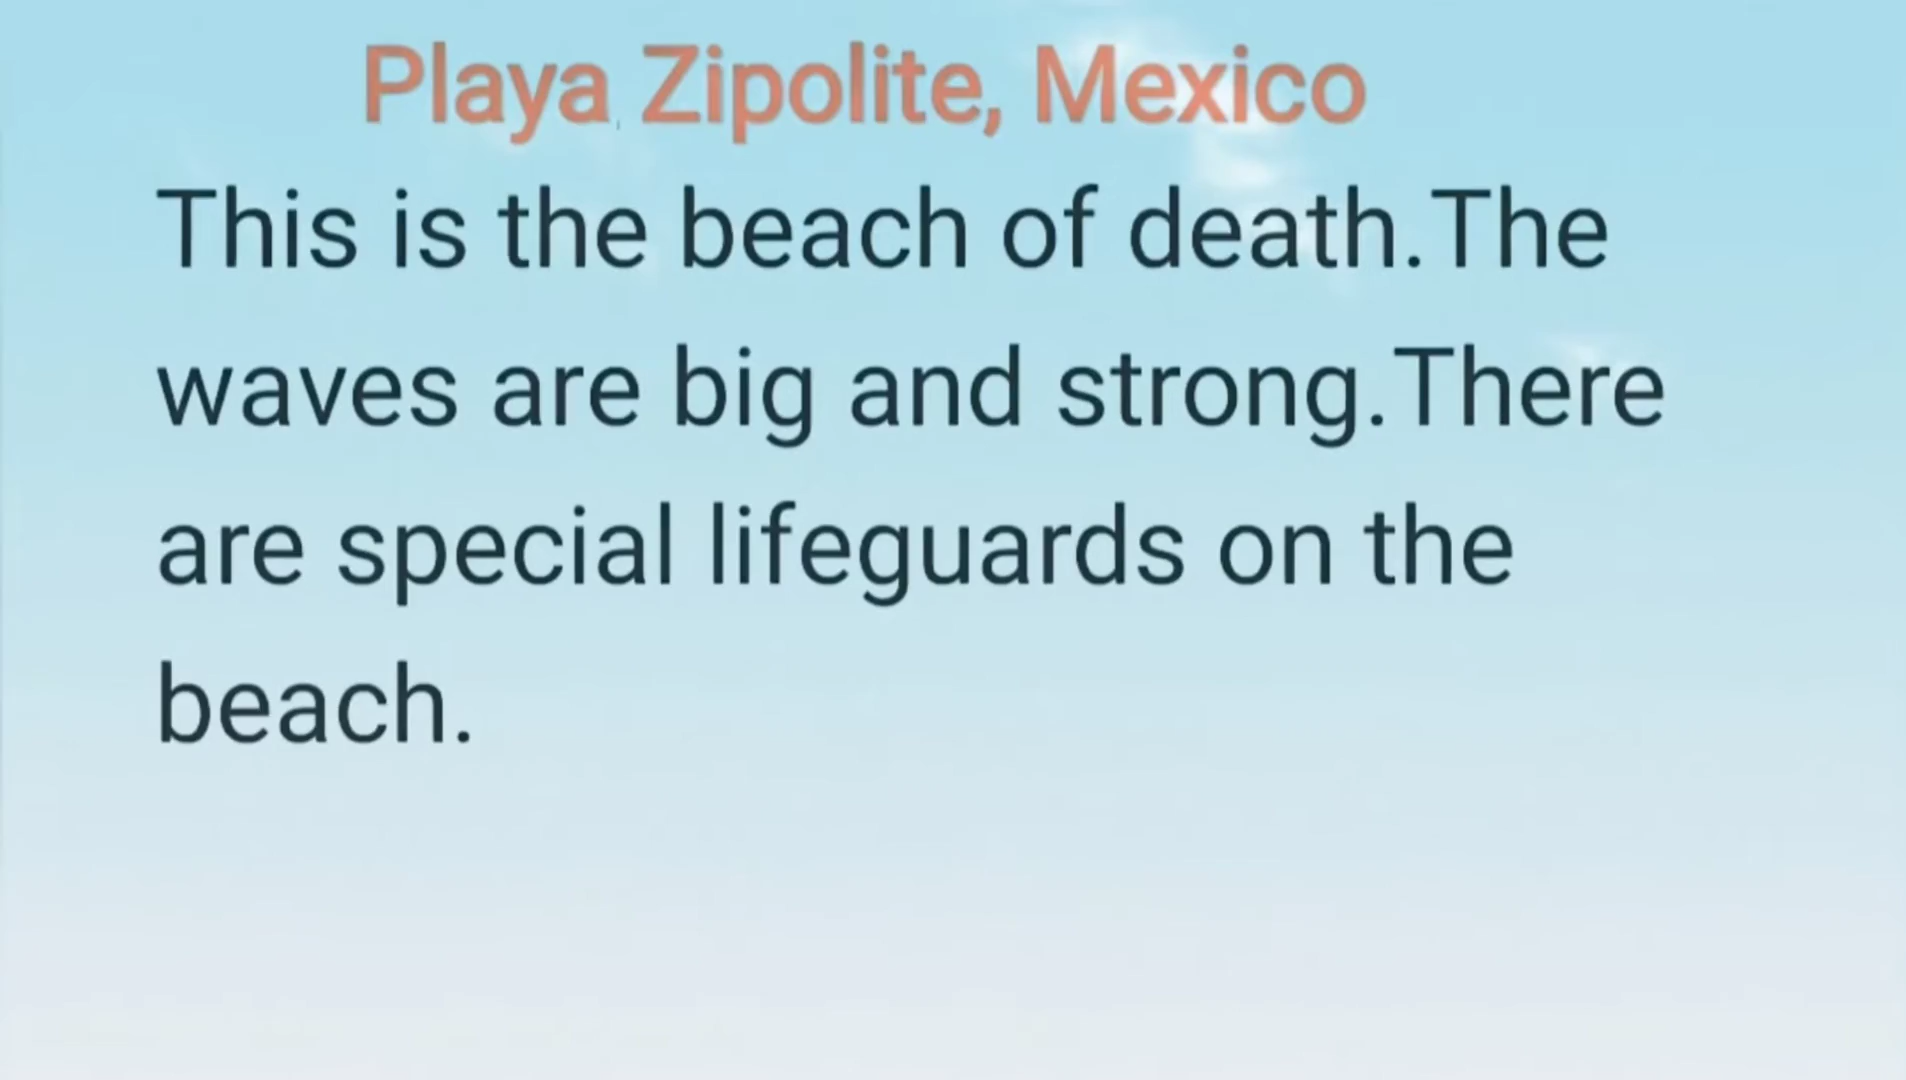 Playa Zipolite, Mexico
This is the beach of death.The
waves are big and strong.There
are special lifeguards on the
beach.